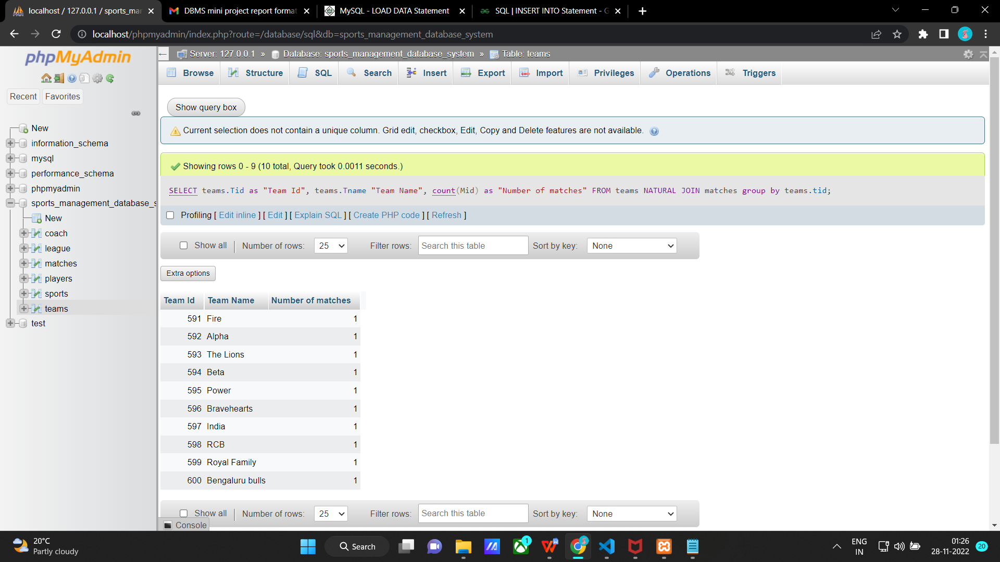 localhost / 127.0.0.1 / sports_ma
DBMS mini project report format
MySQL - LOAD DATA Statement
SQL | INSERT INTO Statement - G
localhost/phpmyadmin/index.php?route=/database/sql&db=sports_management_database_system
phpMyAdmin
Recent
Favorites
New
information_schema
mysql
performance_schema
phpmyadmin
sports_management_database_s
New
coach
league
matches
players
sports
teams
test
Server: 127.0.0.1 » Database: sports_management_database_system » Table: teams
Browse Structure SQL Search Insert Export Import Privileges Operations Triggers
Show query box
Current selection does not contain a unique column. Grid edit, checkbox, Edit, Copy and Delete features are not available.
Showing rows 0 - 9 (10 total, Query took 0.0011 seconds.)
SELECT teams.Tid as "Team Id", teams.Tname "Team Name", count(Mid) as "Number of matches" FROM teams NATURAL JOIN matches group by teams.tid;
Profiling [ Edit inline ] [ Edit ] [ Explain SQL ] [ Create PHP code ] [ Refresh ]
Show all | Number of rows: 25 Filter rows: Search this table Sort by key: None
Extra options
Team Id Team Name Number of matches
591 Fire 1
592 Alpha 1
593 The Lions 1
594 Beta 1
595 Power 1
596 Bravehearts 1
597 India 1
598 RCB 1
599 Royal Family 1
600 Bengaluru bulls 1
Show all | Number of rows: 25 Filter rows: Search this table Sort by key: None
Console
20°C
Partly cloudy
Search
1
ENG
IN
01:26
28-11-2022
20